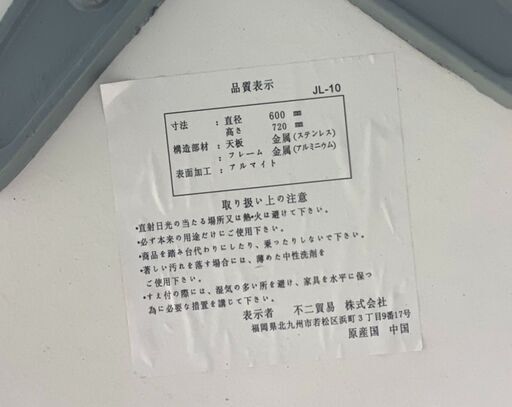 品質表示 JL-10
寸法 : 直径 600 ㎜
高さ 720 ㎜
構造部材 : 天板 金属(ステンレス)
: フレーム 金属(アルミニウム)
表面加工 : アルマイト
取り扱い上の注意
・直射日光の当たる場所又は熱・火は避けて下さい。
・必ず本来の用途だけにご使用下さい。
・商品を踏み台代わりにしたり、乗ったりしないで下さい。
・著しい汚れを落す場合には、薄めた中性洗剤を
ご使用下さい。
・すえ付の際には、湿気の多い所を避け、家具を水平に保つ
為に必要な措置を講じて下さい。
表示者 不二貿易 株式会社
福岡県北九州市若松区浜町3丁目9番17号
原産国 中国